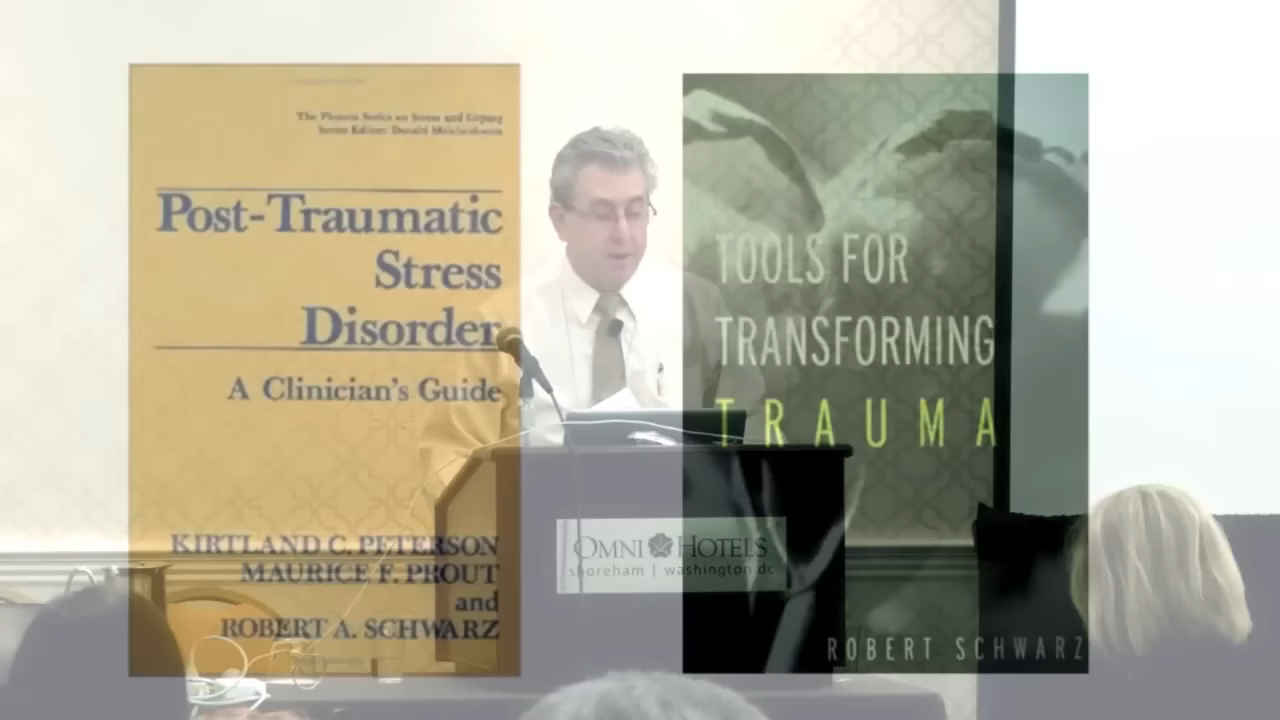 The Plenum Series on Stress and Coping
Series Editor: Donald Meichenbaum
Post-Traumatic
Stress
Disorder
A Clinician's Guide
KIRTLAND C. PETERSON
MAURICE F. PROUT
and
ROBERT A. SCHWARZ
TOOLS FOR
TRANSFORMING
TRAUMA
ROBERT SCHWARZ
OMNI HOTELS
shoreham | washington dc